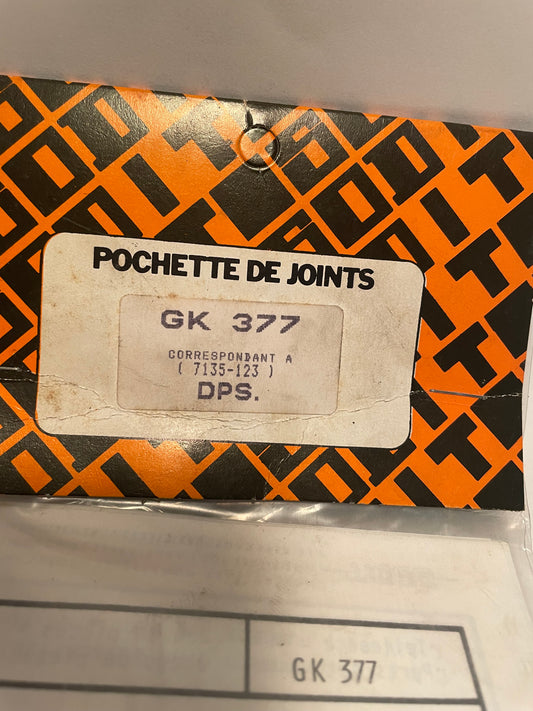 POCHETTE DE JOINTS
GK 377
CORRESPONDANT A
( 7135-123 )
DPS.
GK 377